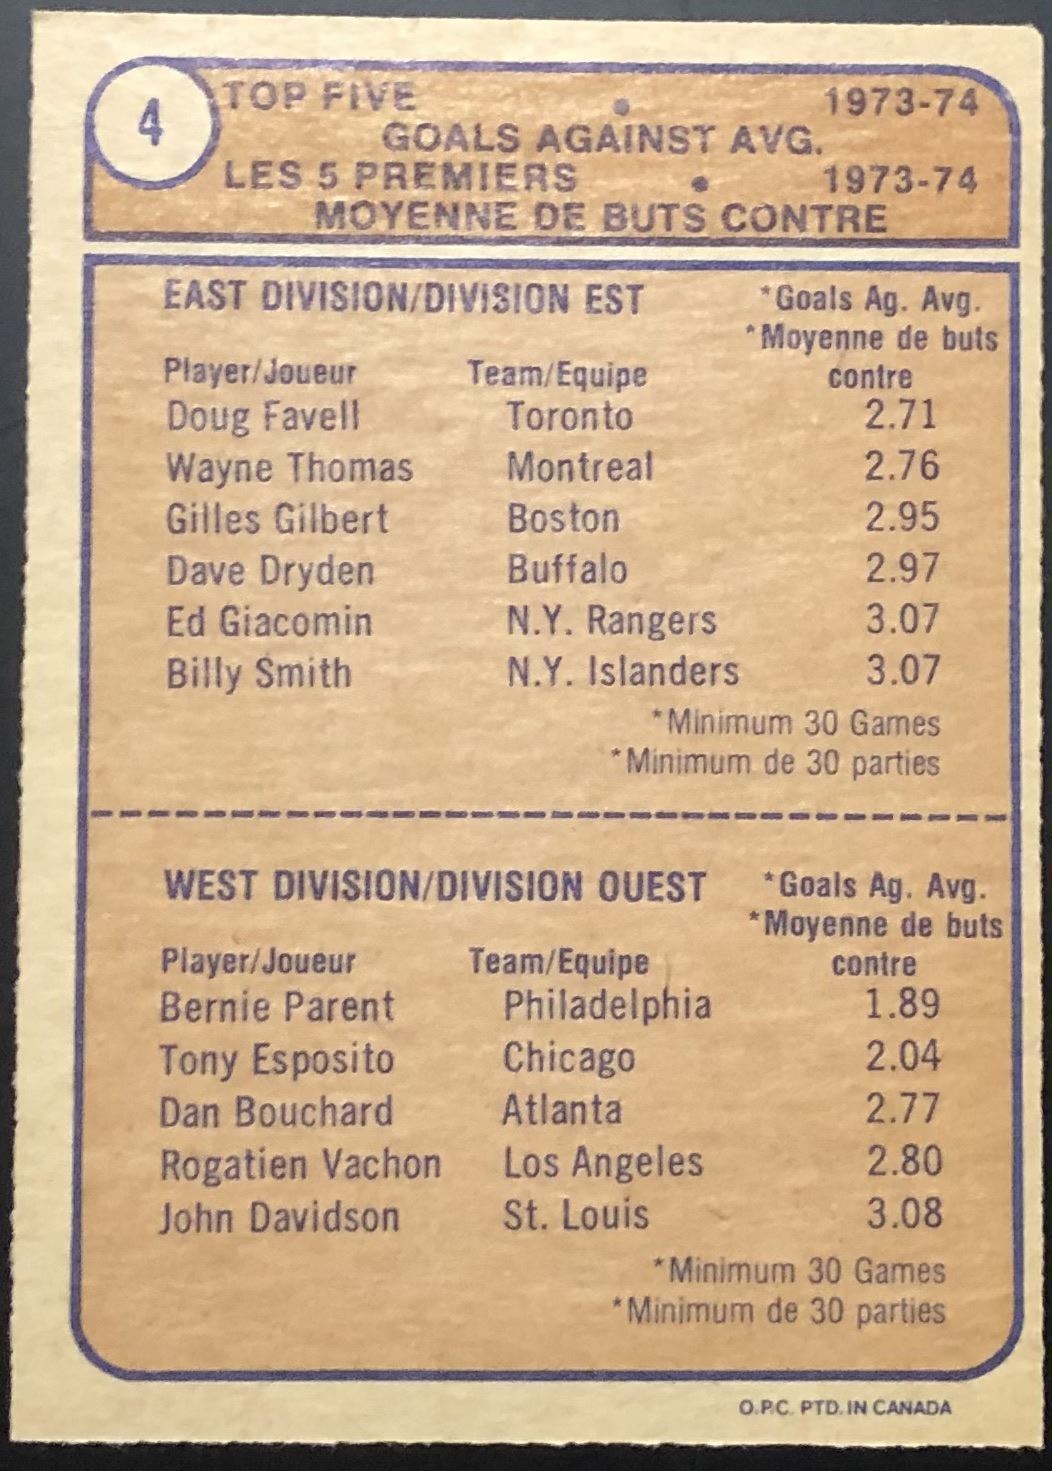 4
TOP FIVE • 1973-74
GOALS AGAINST AVG.
LES 5 PREMIERS • 1973-74
MOYENNE DE BUTS CONTRE
EAST DIVISION/DIVISION EST *Goals Ag. Avg.
*Moyenne de buts
Player/Joueur Team/Equipe contre
Doug Favell Toronto 2.71
Wayne Thomas Montreal 2.76
Gilles Gilbert Boston 2.95
Dave Dryden Buffalo 2.97
Ed Giacomin N.Y. Rangers 3.07
Billy Smith N.Y. Islanders 3.07
*Minimum 30 Games
*Minimum de 30 parties
WEST DIVISION/DIVISION OUEST *Goals Ag. Avg.
*Moyenne de buts
Player/Joueur Team/Equipe contre
Bernie Parent Philadelphia 1.89
Tony Esposito Chicago 2.04
Dan Bouchard Atlanta 2.77
Rogatien Vachon Los Angeles 2.80
John Davidson St. Louis 3.08
*Minimum 30 Games
*Minimum de 30 parties
O.P.C. PTD. IN CANADA